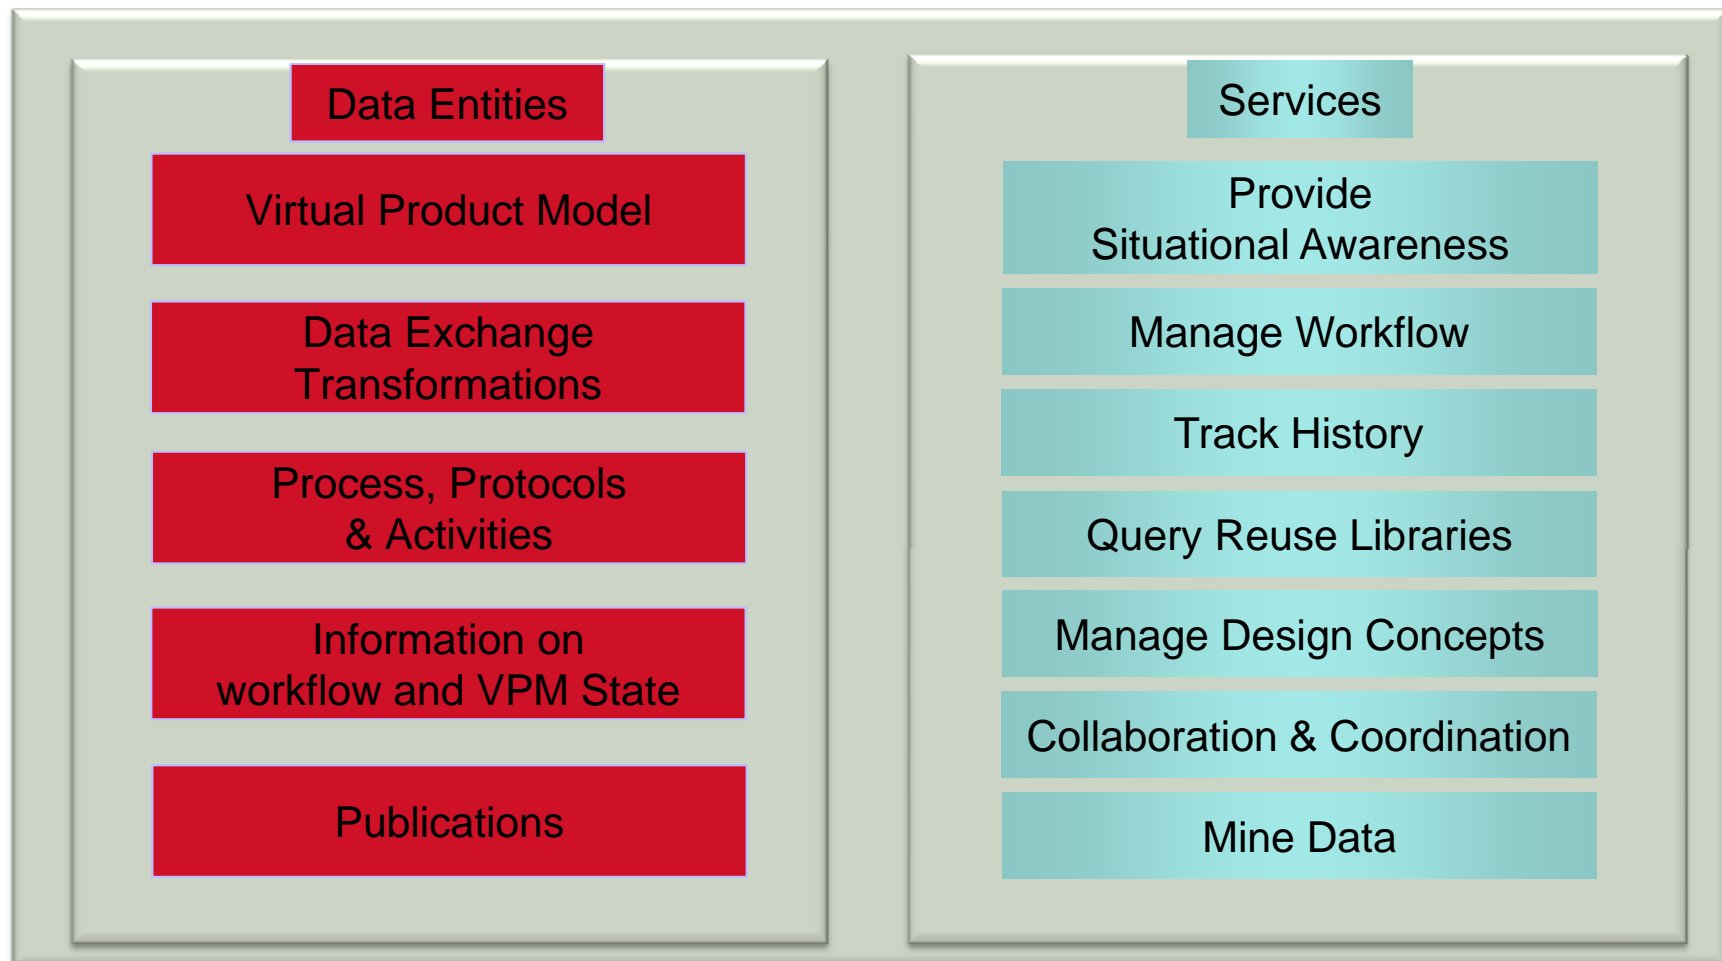 Data Entities
Virtual Product Model
Data Exchange
Transformations
Process, Protocols
& Activities
Information on
workflow and VPM State
Publications
Services
Provide
Situational Awareness
Manage Workflow
Track History
Query Reuse Libraries
Manage Design Concepts
Collaboration & Coordination
Mine Data